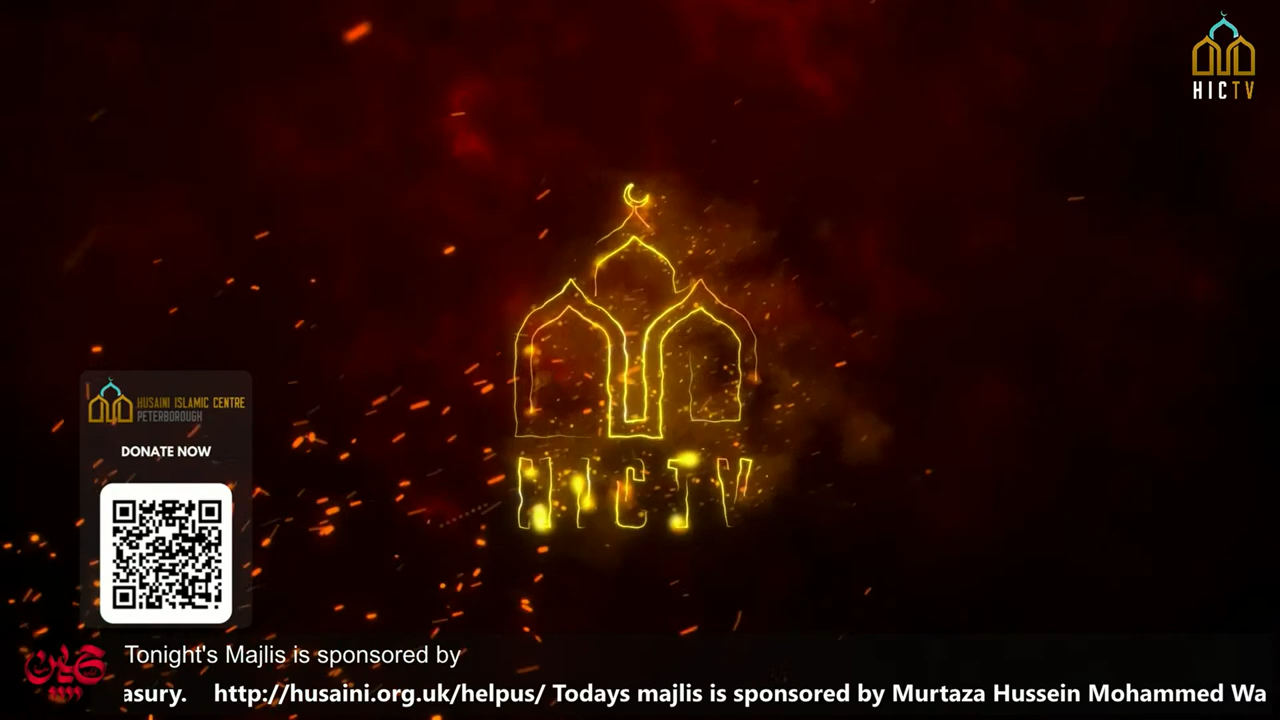 HICTV
HICTV
HUSAINI ISLAMIC CENTRE
PETERBOROUGH
DONATE NOW
حسین
Tonight's Majlis is sponsored by
asury. http://husaini.org.uk/helpus/ Todays majlis is sponsored by Murtaza Hussein Mohammed Wa